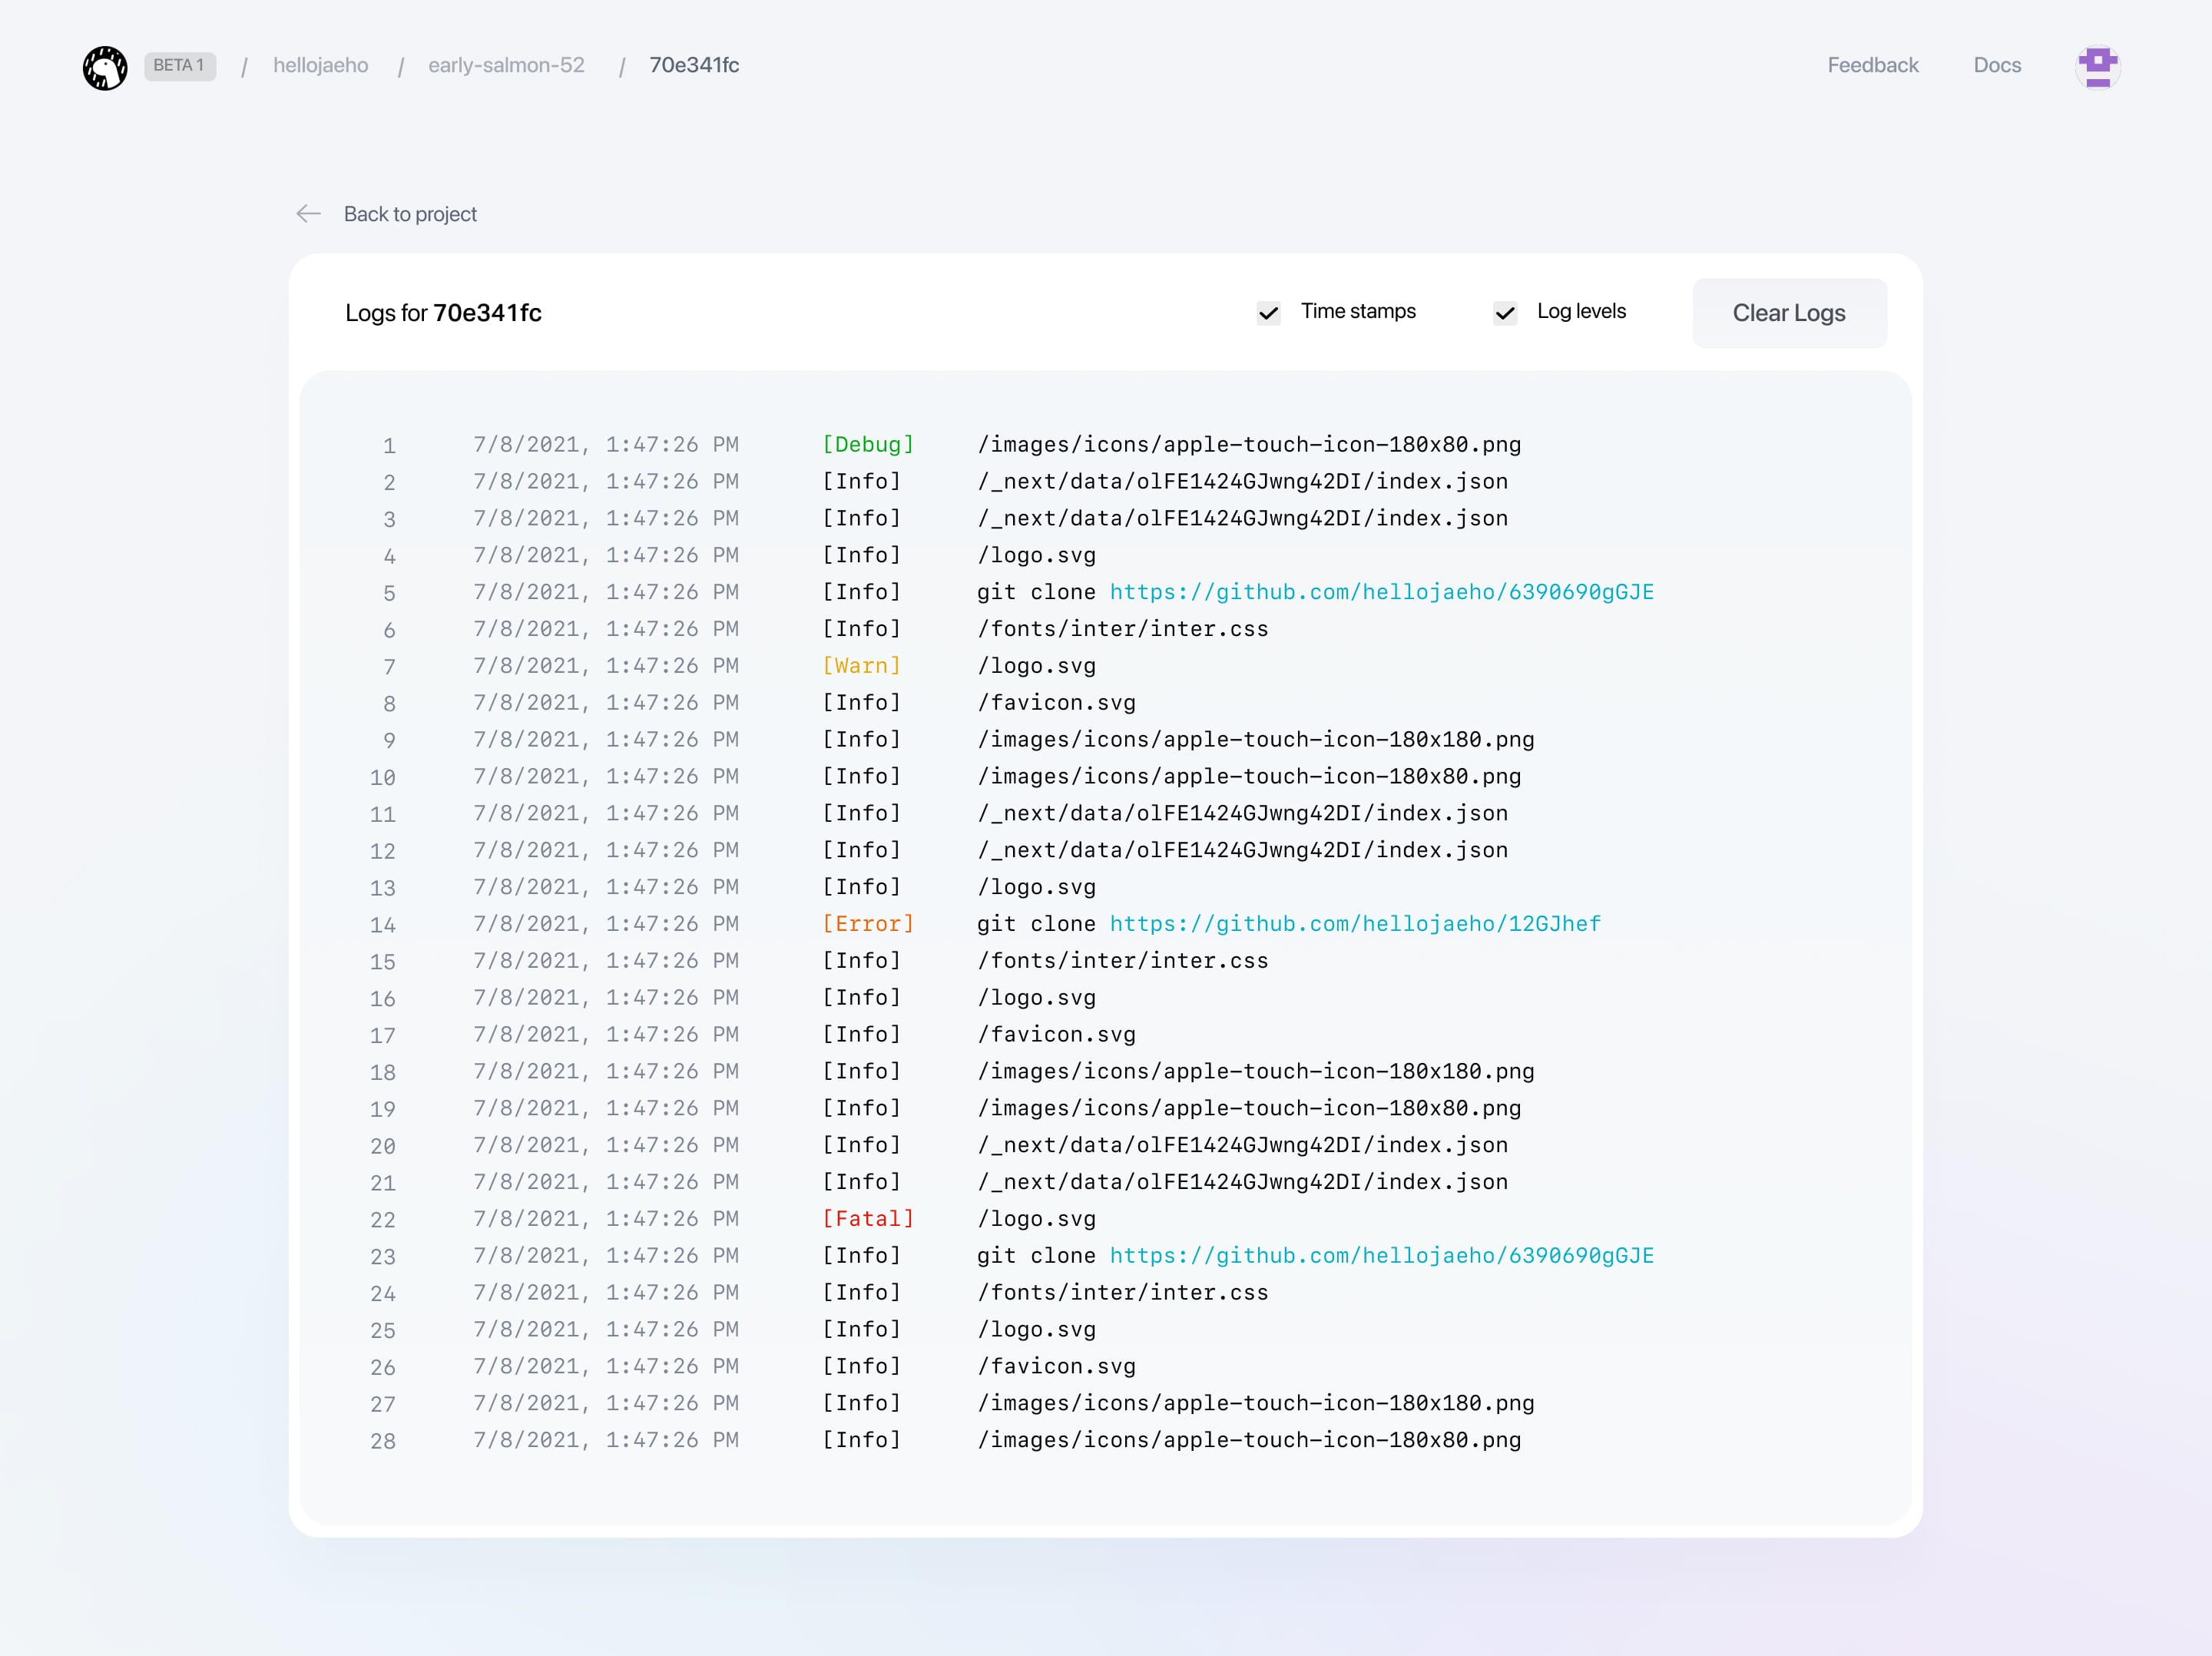 BETA 1 / hellojaeho / early-salmon-52 / 70e341fc Feedback Docs
Back to project
Logs for 70e341fc Time stamps Log levels Clear Logs
1 7/8/2021, 1:47:26 PM [Debug] /images/icons/apple-touch-icon-180x80.png
2 7/8/2021, 1:47:26 PM [Info] /_next/data/olFE1424GJwng42DI/index.json
3 7/8/2021, 1:47:26 PM [Info] /_next/data/olFE1424GJwng42DI/index.json
4 7/8/2021, 1:47:26 PM [Info] /logo.svg
5 7/8/2021, 1:47:26 PM [Info] git clone https://github.com/hellojaeho/6390690gGJE
6 7/8/2021, 1:47:26 PM [Info] /fonts/inter/inter.css
7 7/8/2021, 1:47:26 PM [Warn] /logo.svg
8 7/8/2021, 1:47:26 PM [Info] /favicon.svg
9 7/8/2021, 1:47:26 PM [Info] /images/icons/apple-touch-icon-180x180.png
10 7/8/2021, 1:47:26 PM [Info] /images/icons/apple-touch-icon-180x80.png
11 7/8/2021, 1:47:26 PM [Info] /_next/data/olFE1424GJwng42DI/index.json
12 7/8/2021, 1:47:26 PM [Info] /_next/data/olFE1424GJwng42DI/index.json
13 7/8/2021, 1:47:26 PM [Info] /logo.svg
14 7/8/2021, 1:47:26 PM [Error] git clone https://github.com/hellojaeho/12GJhef
15 7/8/2021, 1:47:26 PM [Info] /fonts/inter/inter.css
16 7/8/2021, 1:47:26 PM [Info] /logo.svg
17 7/8/2021, 1:47:26 PM [Info] /favicon.svg
18 7/8/2021, 1:47:26 PM [Info] /images/icons/apple-touch-icon-180x180.png
19 7/8/2021, 1:47:26 PM [Info] /images/icons/apple-touch-icon-180x80.png
20 7/8/2021, 1:47:26 PM [Info] /_next/data/olFE1424GJwng42DI/index.json
21 7/8/2021, 1:47:26 PM [Info] /_next/data/olFE1424GJwng42DI/index.json
22 7/8/2021, 1:47:26 PM [Fatal] /logo.svg
23 7/8/2021, 1:47:26 PM [Info] git clone https://github.com/hellojaeho/6390690gGJE
24 7/8/2021, 1:47:26 PM [Info] /fonts/inter/inter.css
25 7/8/2021, 1:47:26 PM [Info] /logo.svg
26 7/8/2021, 1:47:26 PM [Info] /favicon.svg
27 7/8/2021, 1:47:26 PM [Info] /images/icons/apple-touch-icon-180x180.png
28 7/8/2021, 1:47:26 PM [Info] /images/icons/apple-touch-icon-180x80.png